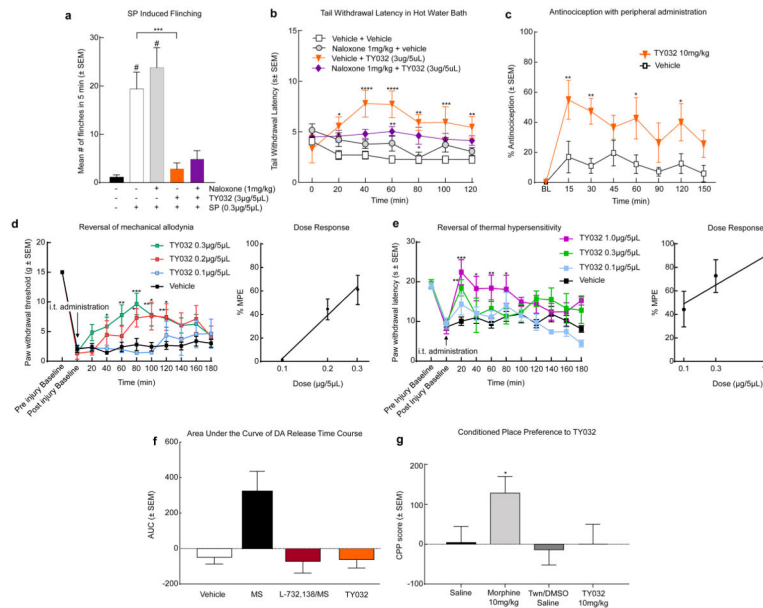 a
SP Induced Flinching
***
#
#
Mean # of flinches in 5 min (± SEM)
30
20
10
0
- - + - + Naloxone (1mg/kg)
- - - + + TY032 (3µg/5µL)
- + + + + SP (0.3µg/5µL)
b
Tail Withdrawal Latency in Hot Water Bath
Vehicle + Vehicle
Naloxone 1mg/kg + vehicle
Vehicle + TY032 (3ug/5uL)
Naloxone 1mg/kg + TY032 (3ug/5uL)
Tail Withdrawal Latency (s± SEM)
10
5
0
* **** **** ** *** **
**
*
0 20 40 60 80 100 120
Time (min)
c
Antinociception with peripheral administration
TY032 10mg/kg
Vehicle
% Antinociception (± SEM)
100
80
60
40
20
0
** ** * *
BL 15 30 45 60 90 120 150
Time (min)
d
Reversal of mechanical allodynia
TY032 0.3µg/5µL
TY032 0.2µg/5µL
TY032 0.1µg/5µL
Vehicle
Paw withdrawal threshold (g ± SEM)
20
15
10
5
0
i.t. administration
Pre injury Baseline
Post injury Baseline
20 40 60 80 100 120 140 160 180
Time (min)
Dose Response
% MPE
100
80
60
40
20
0
0.1 0.2 0.3
Dose (µg/5µL)
e
Reversal of thermal hypersensitivity
TY032 1.0µg/5µL
TY032 0.3µg/5µL
TY032 0.1µg/5µL
Vehicle
Paw withdrawal latency (s ± SEM)
30
20
10
0
i.t. administration
Pre injury Baseline
Post injury Baseline
20 40 60 80 100 120 140 160 180
Time (min)
Dose Response
% MPE
100
80
60
40
20
0
0.1 0.3
Dose (µg/5µL)
f
Area Under the Curve of DA Release Time Course
AUC (± SEM)
600
400
200
0
-200
Vehicle MS L-732,138/MS TY032
g
Conditioned Place Preference to TY032
CPP score (± SEM)
200
100
0
-100
*
Saline
Morphine 10mg/kg
Twn/DMSO Saline
TY032 10mg/kg